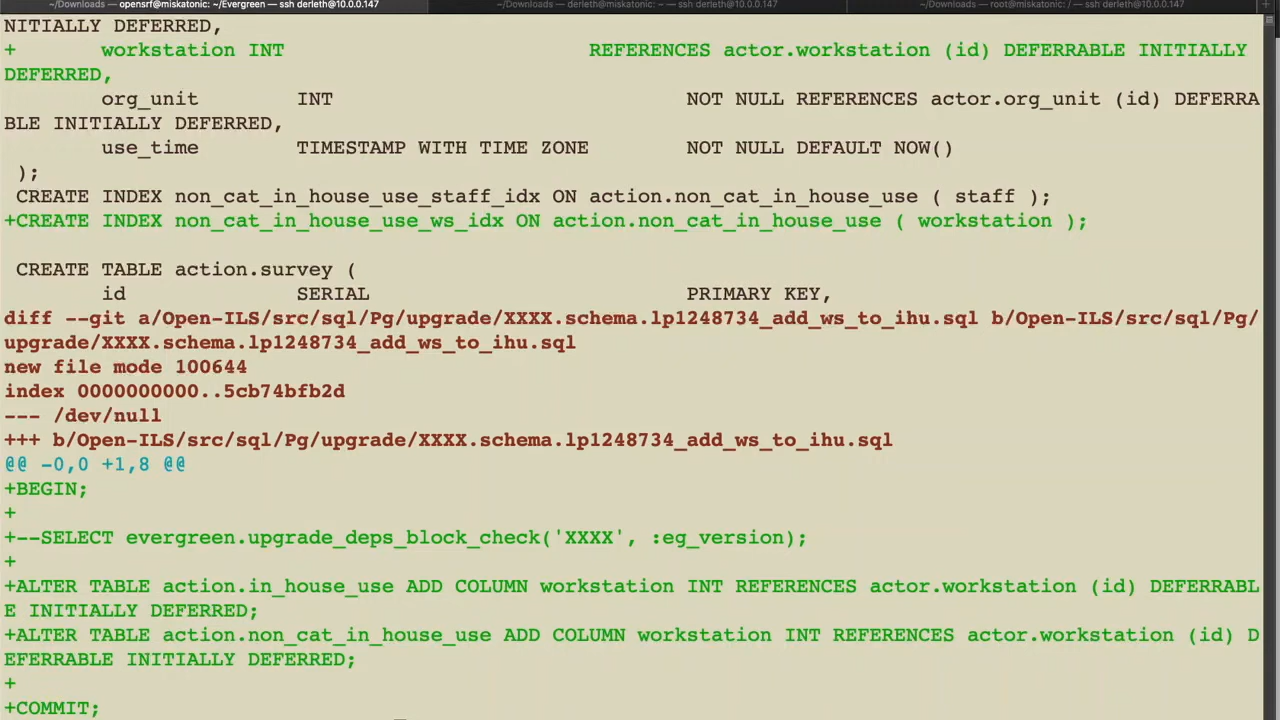 ~/Downloads — opensrf@miskatonic: ~/Evergreen — ssh derleth@10.0.0.147 ~/Downloads — derleth@miskatonic: ~ — ssh derleth@10.0.0.147 ~/Downloads — root@miskatonic: / — ssh derleth@10.0.0.147 +
NITIALLY DEFERRED,
+       workstation INT                         REFERENCES actor.workstation (id) DEFERRABLE INITIALLY
DEFERRED,
        org_unit        INT                             NOT NULL REFERENCES actor.org_unit (id) DEFERRA
BLE INITIALLY DEFERRED,
        use_time        TIMESTAMP WITH TIME ZONE        NOT NULL DEFAULT NOW()
 );
 CREATE INDEX non_cat_in_house_use_staff_idx ON action.non_cat_in_house_use ( staff );
+CREATE INDEX non_cat_in_house_use_ws_idx ON action.non_cat_in_house_use ( workstation );
 CREATE TABLE action.survey (
        id              SERIAL                          PRIMARY KEY,
diff --git a/Open-ILS/src/sql/Pg/upgrade/XXXX.schema.lp1248734_add_ws_to_ihu.sql b/Open-ILS/src/sql/Pg/
upgrade/XXXX.schema.lp1248734_add_ws_to_ihu.sql
new file mode 100644
index 0000000000..5cb74bfb2d
--- /dev/null
+++ b/Open-ILS/src/sql/Pg/upgrade/XXXX.schema.lp1248734_add_ws_to_ihu.sql
@@ -0,0 +1,8 @@
+BEGIN;
+
+--SELECT evergreen.upgrade_deps_block_check('XXXX', :eg_version);
+
+ALTER TABLE action.in_house_use ADD COLUMN workstation INT REFERENCES actor.workstation (id) DEFERRABL
E INITIALLY DEFERRED;
+ALTER TABLE action.non_cat_in_house_use ADD COLUMN workstation INT REFERENCES actor.workstation (id) D
EFERRABLE INITIALLY DEFERRED;
+
+COMMIT;